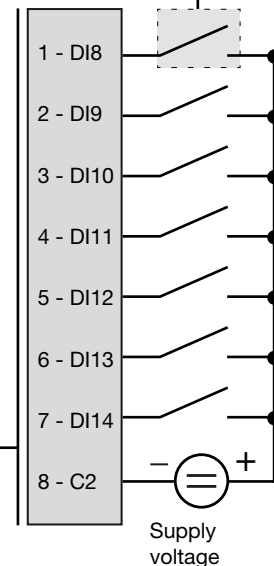 1 - DI8
2 - DI9
3 - DI10
4 - DI11
5 - DI12
6 - DI13
7 - DI14
8 - C2
– +
Supply
voltage